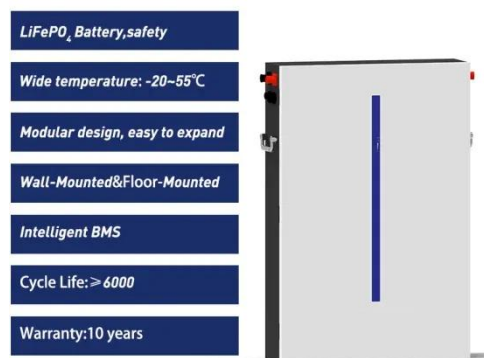 LiFePO₄ Battery,safety
Wide temperature: -20~55℃
Modular design, easy to expand
Wall-Mounted&Floor-Mounted
Intelligent BMS
Cycle Life:≥6000
Warranty:10 years